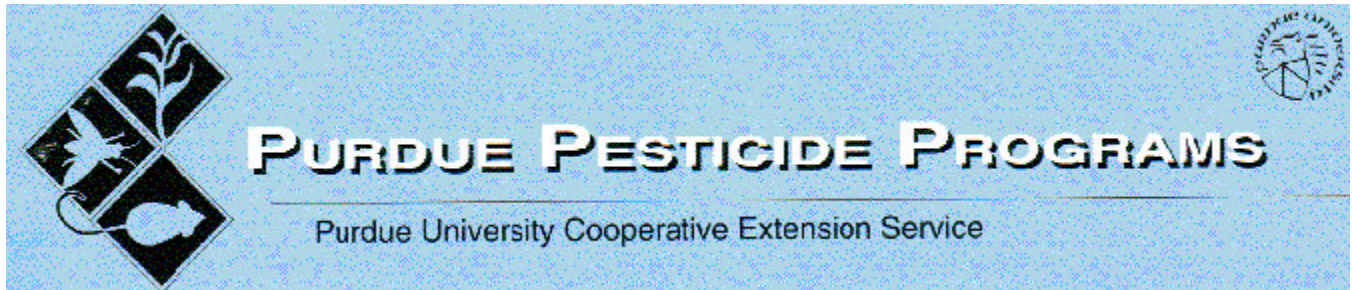 PURDUE PESTICIDE PROGRAMS
Purdue University Cooperative Extension Service